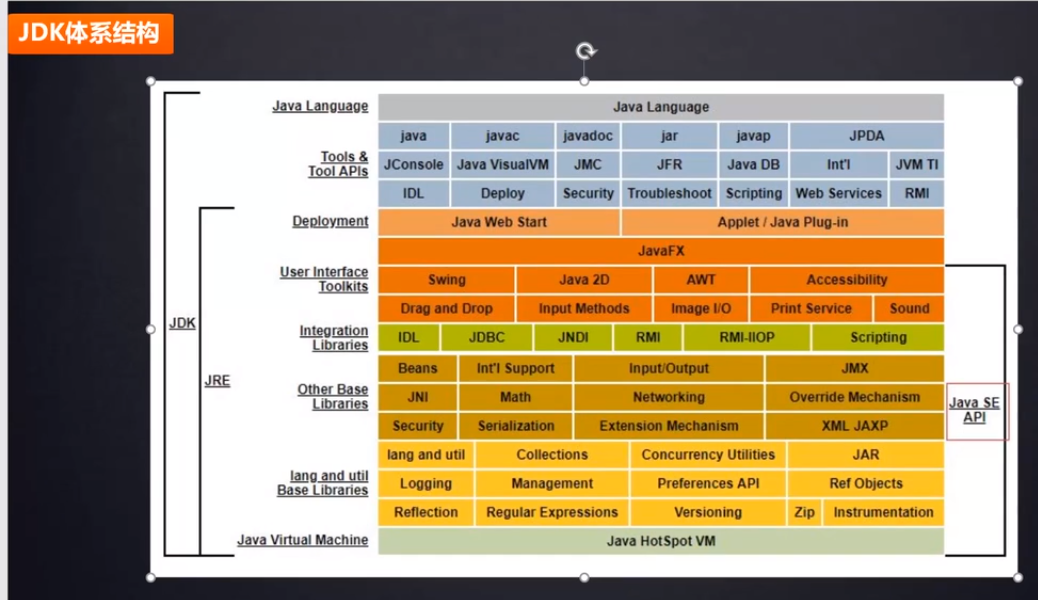 JDK体系结构
Java Language Java Language
java javac javadoc jar javap JPDA
Tools &
Tool APIs
JConsole Java VisualVM JMC JFR Java DB Int'l JVM TI
IDL Deploy Security Troubleshoot Scripting Web Services RMI
Deployment Java Web Start Applet / Java Plug-in
JavaFX
User Interface
Toolkits
Swing Java 2D AWT Accessibility
Drag and Drop Input Methods Image I/O Print Service Sound
Integration
Libraries
IDL JDBC JNDI RMI RMI-IIOP Scripting
JDK
JRE
Beans Int'l Support Input/Output JMX
Other Base
Libraries
JNI Math Networking Override Mechanism
Security Serialization Extension Mechanism XML JAXP
Java SE
API
lang and util Collections Concurrency Utilities JAR
lang and util
Base Libraries
Logging Management Preferences API Ref Objects
Reflection Regular Expressions Versioning Zip Instrumentation
Java Virtual Machine Java HotSpot VM